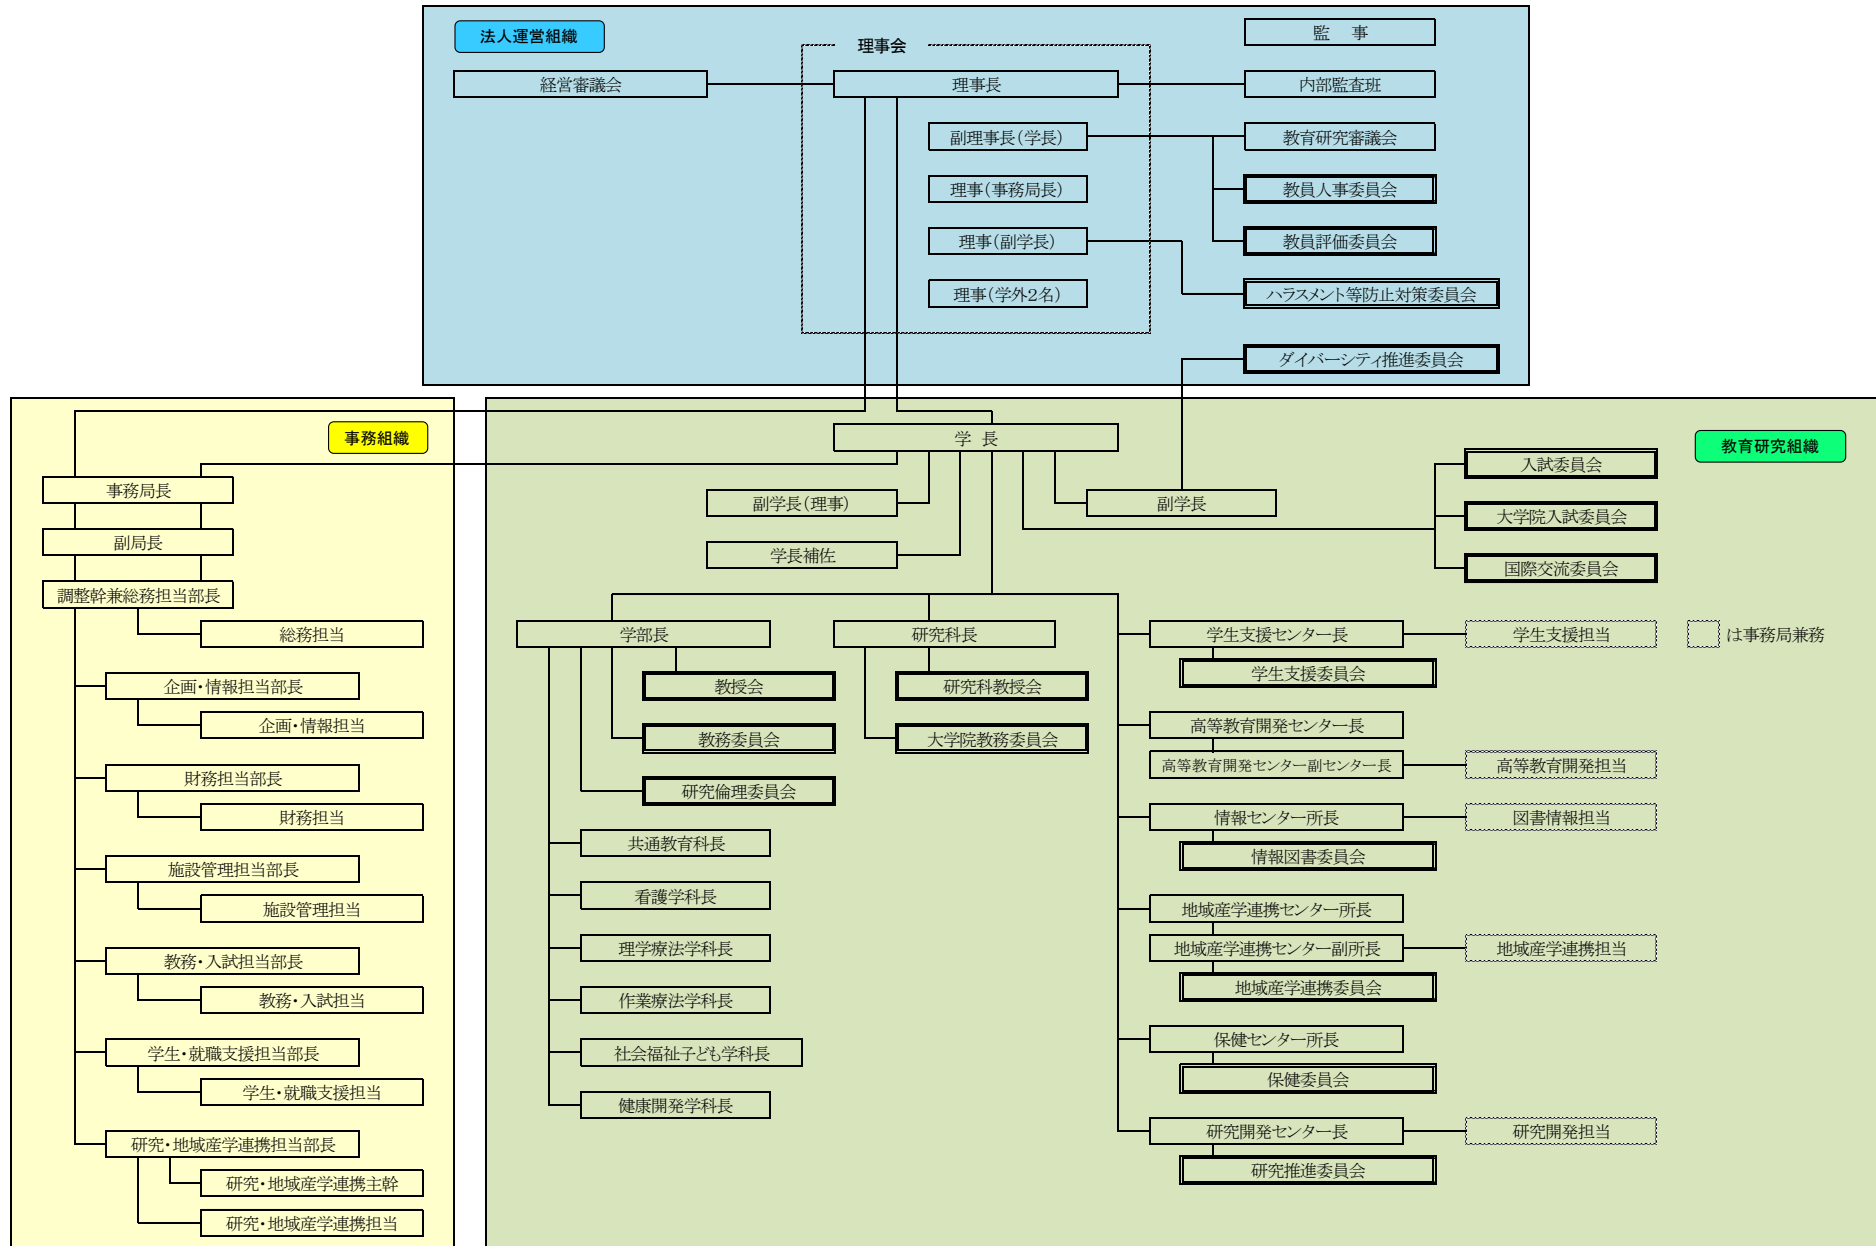 法人運営組織
理事会
監　事
経営審議会
理事長
内部監査班
副理事長(学長)
教育研究審議会
理事(事務局長)
教員人事委員会
理事(副学長)
教員評価委員会
理事(学外2名)
ハラスメント等防止対策委員会
ダイバーシティ推進委員会
事務組織
事務局長
副局長
調整幹兼総務担当部長
総務担当
企画・情報担当部長
企画・情報担当
財務担当部長
財務担当
施設管理担当部長
施設管理担当
教務・入試担当部長
教務・入試担当
学生・就職支援担当部長
学生・就職支援担当
研究・地域産学連携担当部長
研究・地域産学連携主幹
研究・地域産学連携担当
教育研究組織
学 長
副学長(理事)
副学長
学長補佐
入試委員会
大学院入試委員会
国際交流委員会
学部長
教授会
教務委員会
研究倫理委員会
共通教育科長
看護学科長
理学療法学科長
作業療法学科長
社会福祉子ども学科長
健康開発学科長
研究科長
研究科教授会
大学院教務委員会
学生支援センター長
学生支援担当
は事務局兼務
学生支援委員会
高等教育開発センター長
高等教育開発センター副センター長
高等教育開発担当
情報センター所長
図書情報担当
情報図書委員会
地域産学連携センター所長
地域産学連携センター副所長
地域産学連携担当
地域産学連携委員会
保健センター所長
保健委員会
研究開発センター長
研究開発担当
研究推進委員会